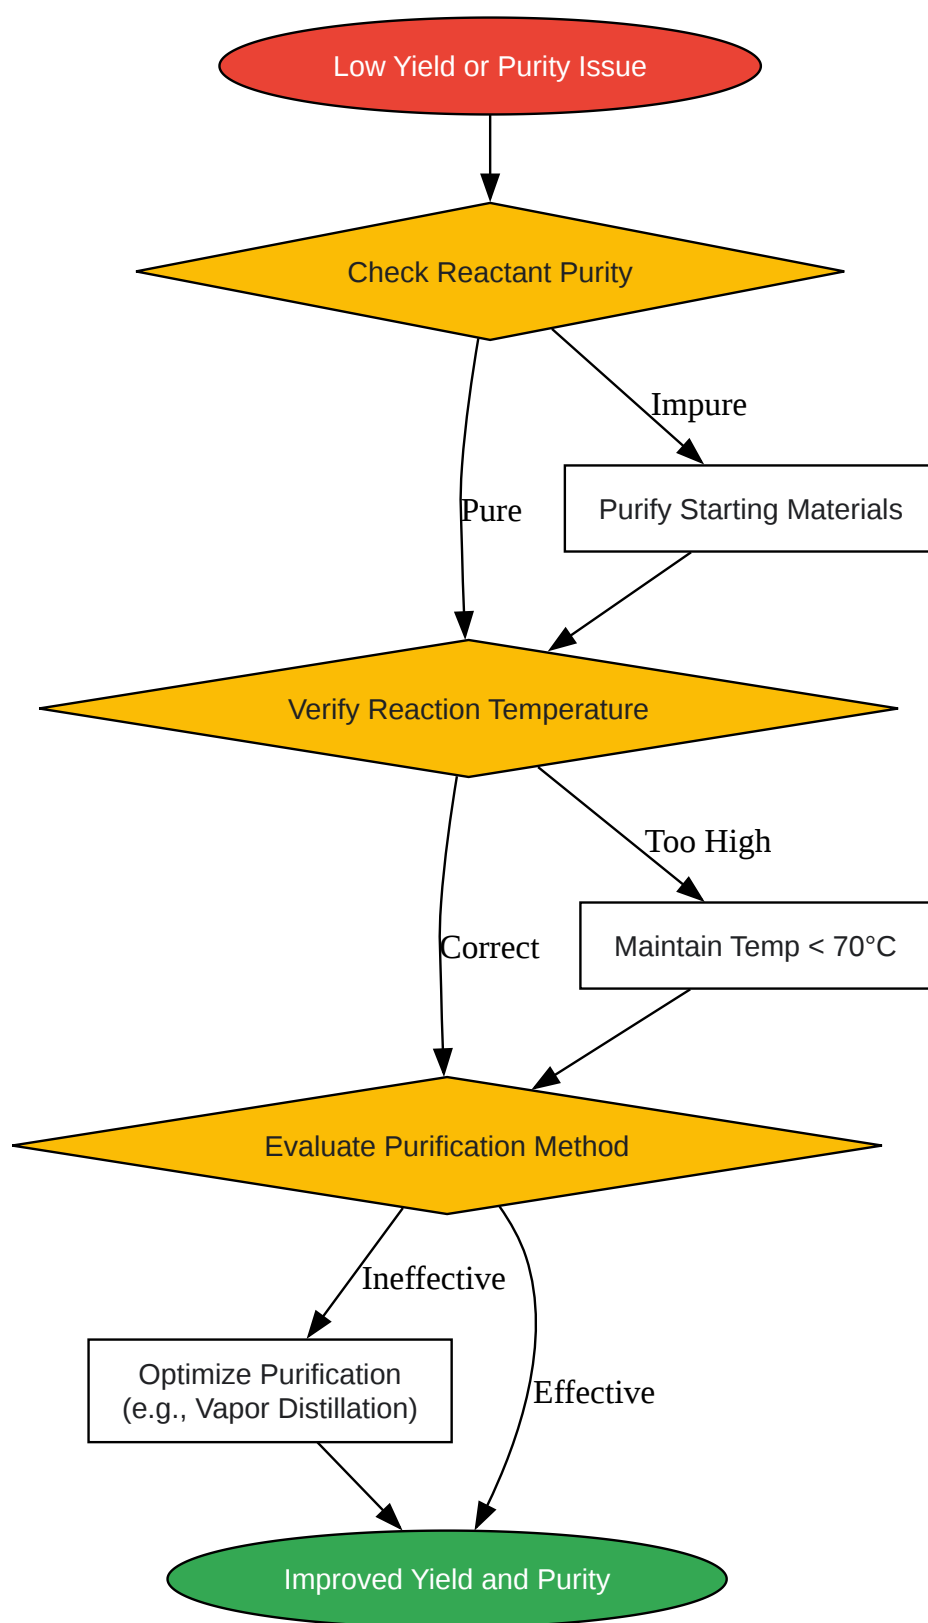 Low Yield or Purity Issue
Check Reactant Purity
Impure
Pure
Purify Starting Materials
Verify Reaction Temperature
Too High
Correct
Maintain Temp < 70°C
Evaluate Purification Method
Ineffective
Optimize Purification
(e.g., Vapor Distillation)
Effective
Improved Yield and Purity